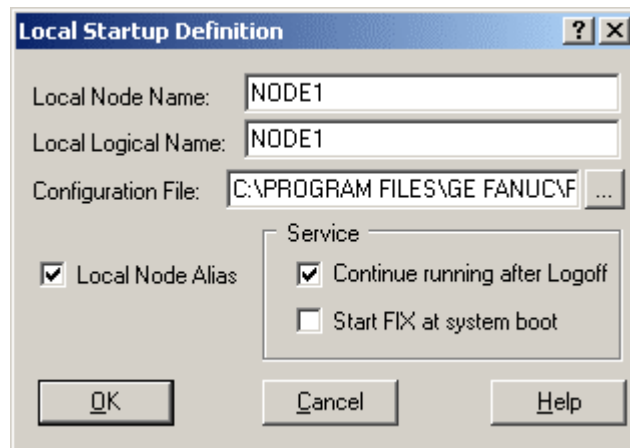 Local Startup Definition
Local Node Name: NODE1
Local Logical Name: NODE1
Configuration File: C:\PROGRAM FILES\GE FANUC\F ...
Service
Local Node Alias
Continue running after Logoff
Start FIX at system boot
OK Cancel Help